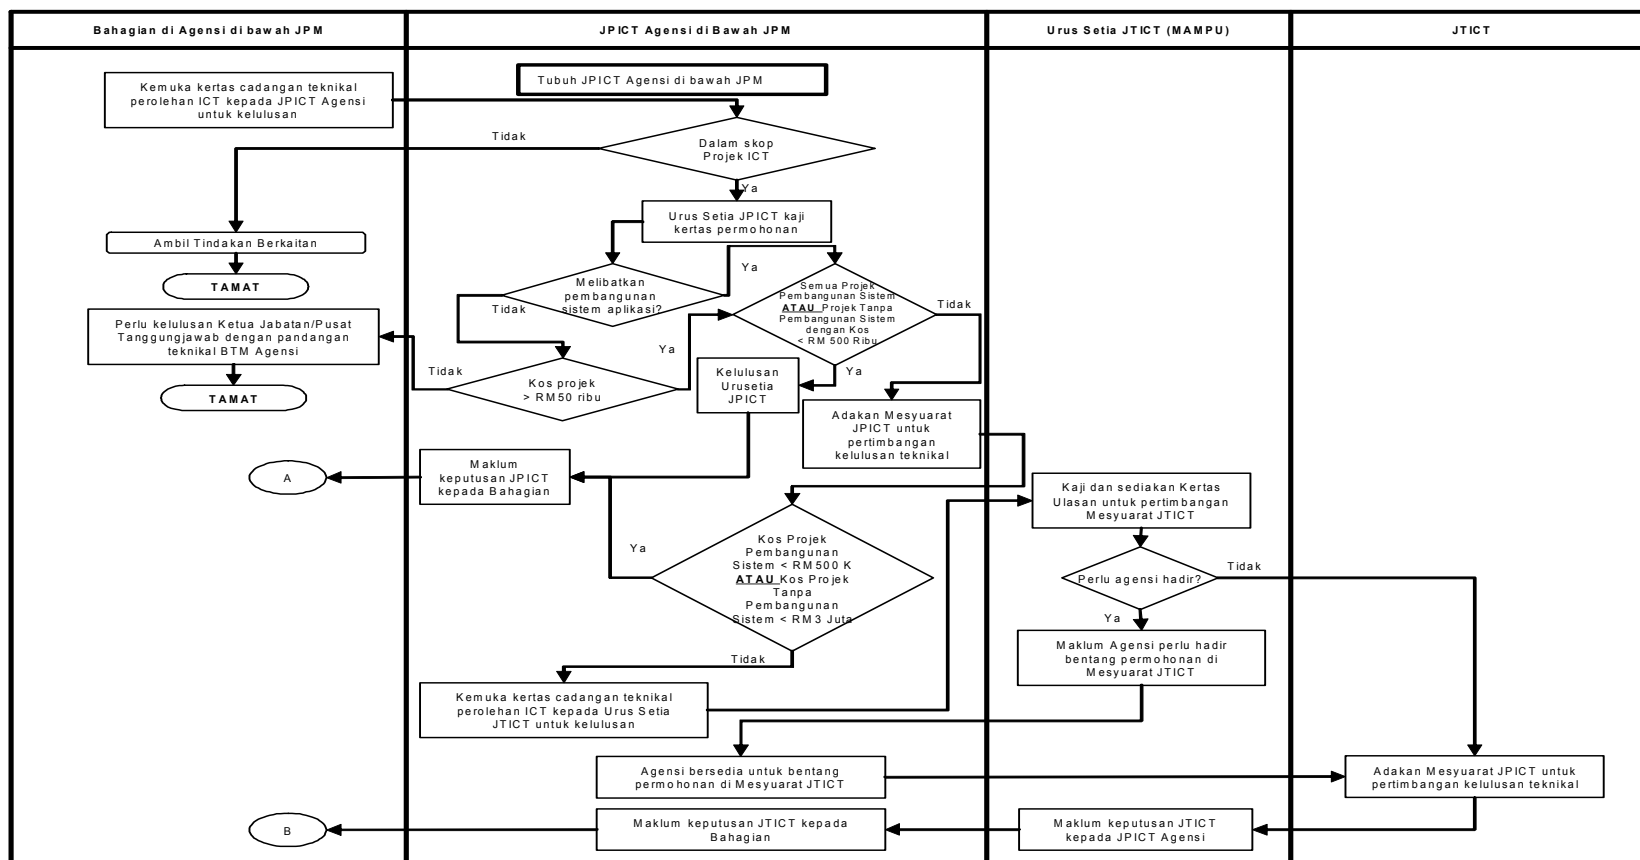 Bahagian di Agensi di bawah JPM
JPICT Agensi di Bawah JPM
Urus Setia JTICT (MAMPU)
JTICT
Kemuka kertas cadangan teknikal
perolehan ICT kepada JPICT Agensi
untuk kelulusan
Tubuh JPICT Agensi di bawah JPM
Tidak
Dalam skop
Projek ICT
Ya
Urus Setia JPICT kaji
kertas permohonan
Ambil Tindakan Berkaitan
TAMAT
Melibatkan
pembangunan
sistem aplikasi?
Ya
Tidak
Semua Projek
Pembangunan Sistem
ATAU Projek Tanpa
Pembangunan Sistem
dengan Kos
< RM 500 Ribu
Tidak
Ya
Perlu kelulusan Ketua Jabatan/Pusat
Tanggungjawab dengan pandangan
teknikal BTM Agensi
TAMAT
Tidak
Kos projek
> RM50 ribu
Ya
Kelulusan
Urusetia
JPICT
Adakan Mesyuarat
JPICT untuk
pertimbangan
kelulusan teknikal
A
Maklum
keputusan JPICT
kepada Bahagian
Kaji dan sediakan Kertas
Ulasan untuk pertimbangan
Mesyuarat JTICT
Ya
Kos Projek
Pembangunan
Sistem < RM500 K
ATAU Kos Projek
Tanpa
Pembangunan
Sistem < RM3 Juta
Tidak
Perlu agensi hadir?
Tidak
Ya
Maklum Agensi perlu hadir
bentang permohonan di
Mesyuarat JTICT
Kemuka kertas cadangan teknikal
perolehan ICT kepada Urus Setia
JTICT untuk kelulusan
Agensi bersedia untuk bentang
permohonan di Mesyuarat JTICT
Adakan Mesyuarat JPICT untuk
pertimbangan kelulusan teknikal
B
Maklum keputusan JTICT kepada
Bahagian
Maklum keputusan JTICT
kepada JPICT Agensi